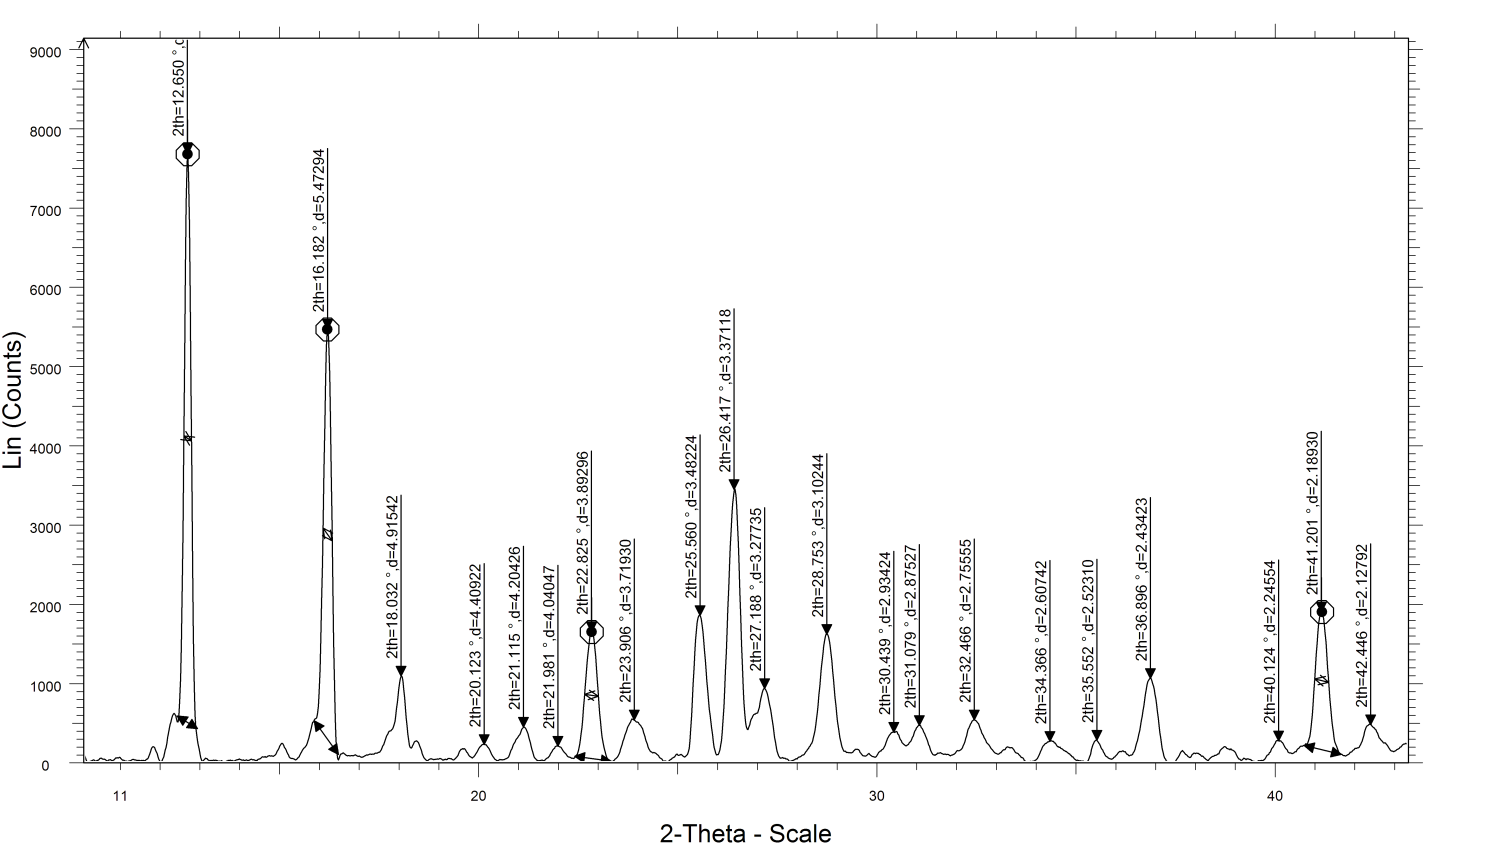 Lin (Counts)
9000
8000
7000
6000
5000
4000
3000
2000
1000
0
2th=12.650 °,d
2th=16.182 °,d=5.47294
2th=18.032 °,d=4.91542
2th=20.123 °,d=4.40922
2th=21.115 °,d=4.20426
2th=21.981 °,d=4.04047
2th=22.825 °,d=3.89296
2th=23.906 °,d=3.71930
2th=25.560 °,d=3.48224
2th=26.417 °,d=3.37118
2th=27.188 °,d=3.27735
2th=28.753 °,d=3.10244
2th=30.439 °,d=2.93424
2th=31.079 °,d=2.87527
2th=32.466 °,d=2.75555
2th=34.366 °,d=2.60742
2th=35.552 °,d=2.52310
2th=36.896 °,d=2.43423
2th=40.124 °,d=2.24554
2th=41.201 °,d=2.18930
2th=42.446 °,d=2.12792
11
20
30
40
2-Theta - Scale